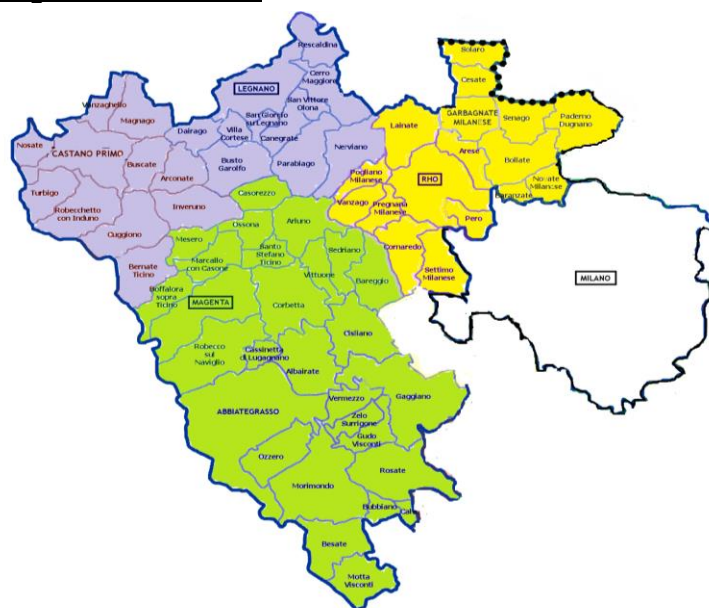 Rescaldina
Cerro
Maggiore
LEGNANO
San Vittore
Olona
San Giorgio
su Legnano
Vanzaghello
Magnago
Dairago
Villa
Cortese
Canegrate
Nerviano
Nosate
CASTANO PRIMO
Buscate
Busto
Garolfo
Parabiago
Arconate
Turbigo
Robecchetto
con Induno
Inveruno
Cuggiono
Bernate
Ticino
Bolaro
Cesate
GARBAGNATE
MILANESE
Senago
Paderno
Dugnano
Lainate
Arese
Bollate
Novate
Milanese
Baranzate
Pogliano
Milanese
RHO
Vanzago
Pregnana
Milanese
Pero
Cornaredo
Settimo
Milanese
MILANO
Casorezzo
Ossona
Arluno
Mesero
Marcallo
con Casone
Santo
Stefano
Ticino
Sedriano
Vittuone
Bareggio
Boffalora
sopra
Ticino
MAGENTA
Corbetta
Cisliano
Robecco
sul
Naviglio
Cassinetta
di Lugagnano
Albairate
ABBIATEGRASSO
Vermezzo
Gaggiano
Zelo
Surrigone
Gudo
Visconti
Ozzero
Rosate
Morimondo
Bubbiano
Cal
Besate
Motta
Visconti